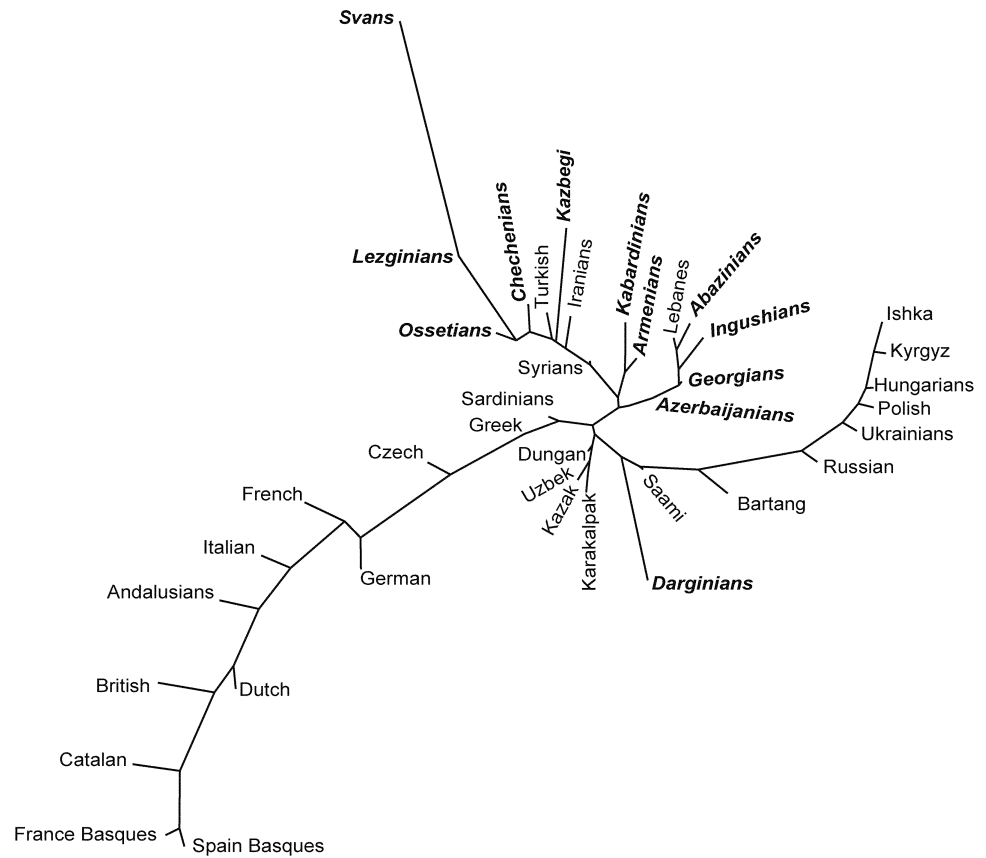 Svans
Kazbegi
Chechenians
Kabardinians
Abazinians
Turkish
Iranians
Lezginians
Armenians
Lebanes
Ingushians
Ossetians
Ishka
Kyrgyz
Syrians
Georgians
Hungarians
Sardinians
Azerbaijanians
Polish
Greek
Ukrainians
Czech
Dungan
Russian
Uzbek
Saami
French
Kazak
Karakalpak
Bartang
Italian
German
Darginians
Andalusians
British
Dutch
Catalan
France Basques
Spain Basques